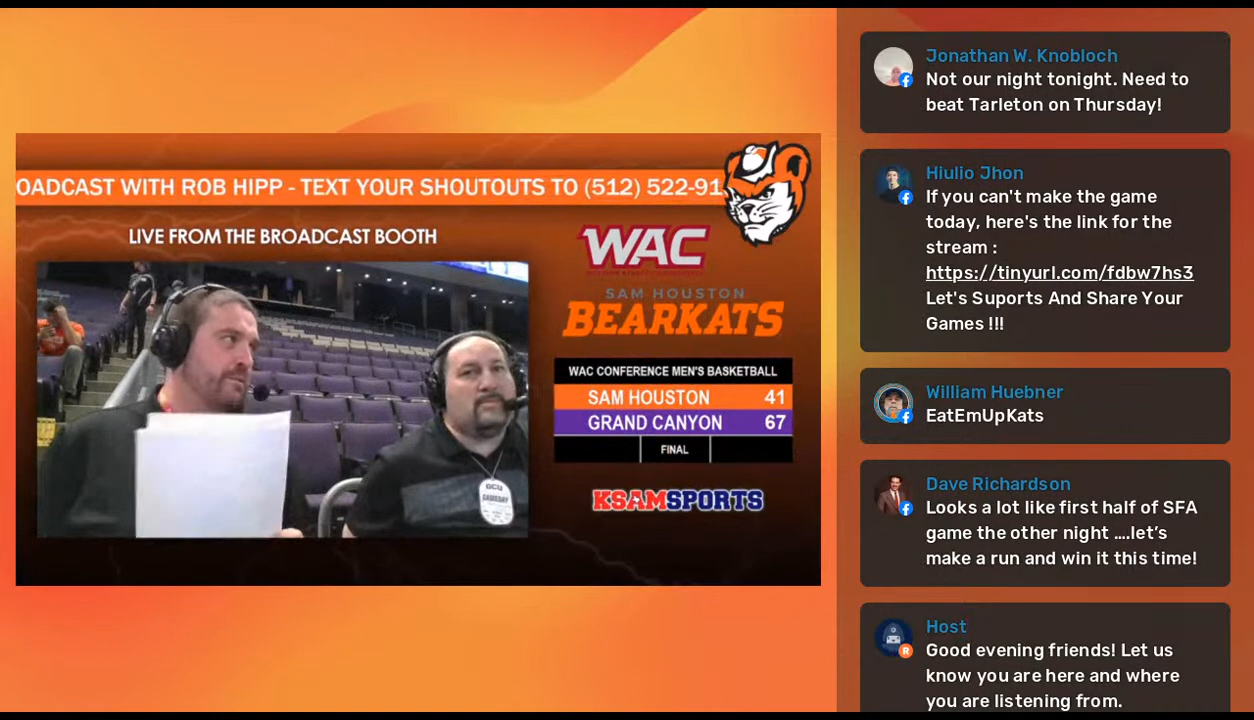 OADCAST WITH ROB HIPP - TEXT YOUR SHOUTOUTS TO (512) 522-91
LIVE FROM THE BROADCAST BOOTH
WAC
SAM HOUSTON
BEARKATS
WAC CONFERENCE MEN'S BASKETBALL
SAM HOUSTON 41
GRAND CANYON 67
FINAL
KSAMSPORTS
GCU
GAMEDAY
Jonathan W. Knobloch
Not our night tonight. Need to
beat Tarleton on Thursday!
Hiulio Jhon
If you can't make the game
today, here's the link for the
stream :
https://tinyurl.com/fdbw7hs3
Let's Suports And Share Your
Games !!!
William Huebner
EatEmUpKats
Dave Richardson
Looks a lot like first half of SFA
game the other night ....let’s
make a run and win it this time!
Host
Good evening friends! Let us
know you are here and where
you are listening from.